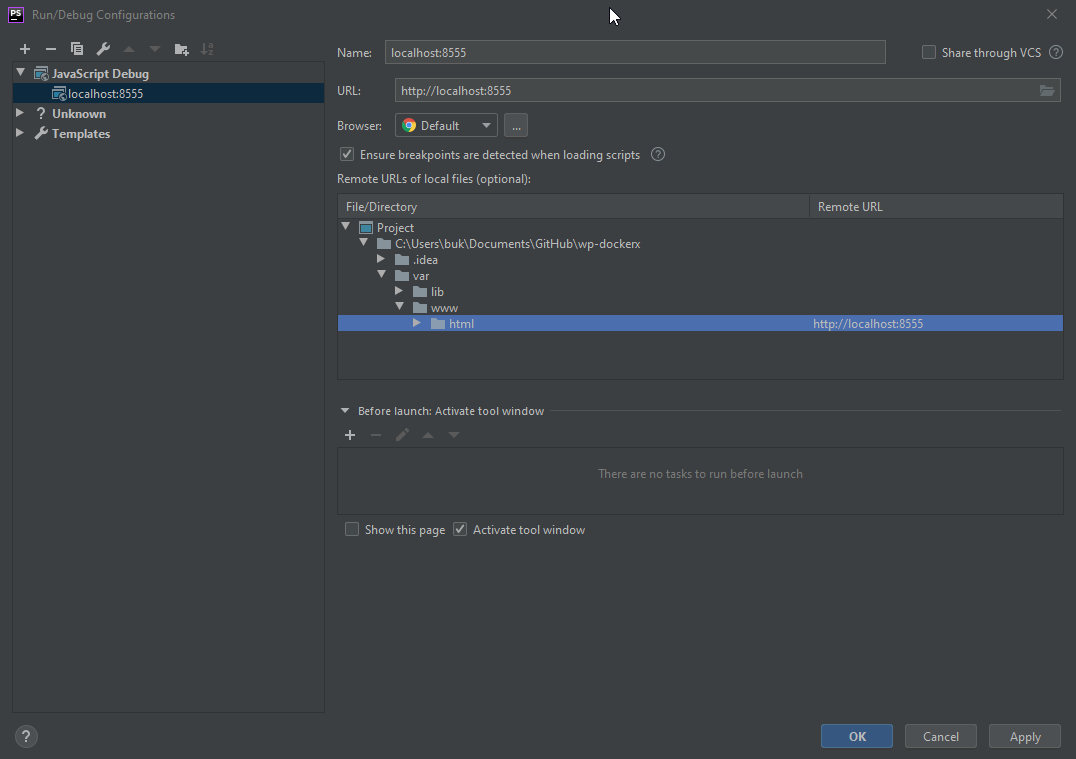 PS Run/Debug Configurations
Name: localhost:8555 Share through VCS ?
JavaScript Debug
localhost:8555
Unknown
Templates
URL: http://localhost:8555
Browser: Default ...
Ensure breakpoints are detected when loading scripts ?
Remote URLs of local files (optional):
File/Directory Remote URL
Project
C:\Users\buk\Documents\GitHub\wp-dockerx
.idea
var
lib
www
html http://localhost:8555
Before launch: Activate tool window
There are no tasks to run before launch
Show this page Activate tool window
? OK Cancel Apply